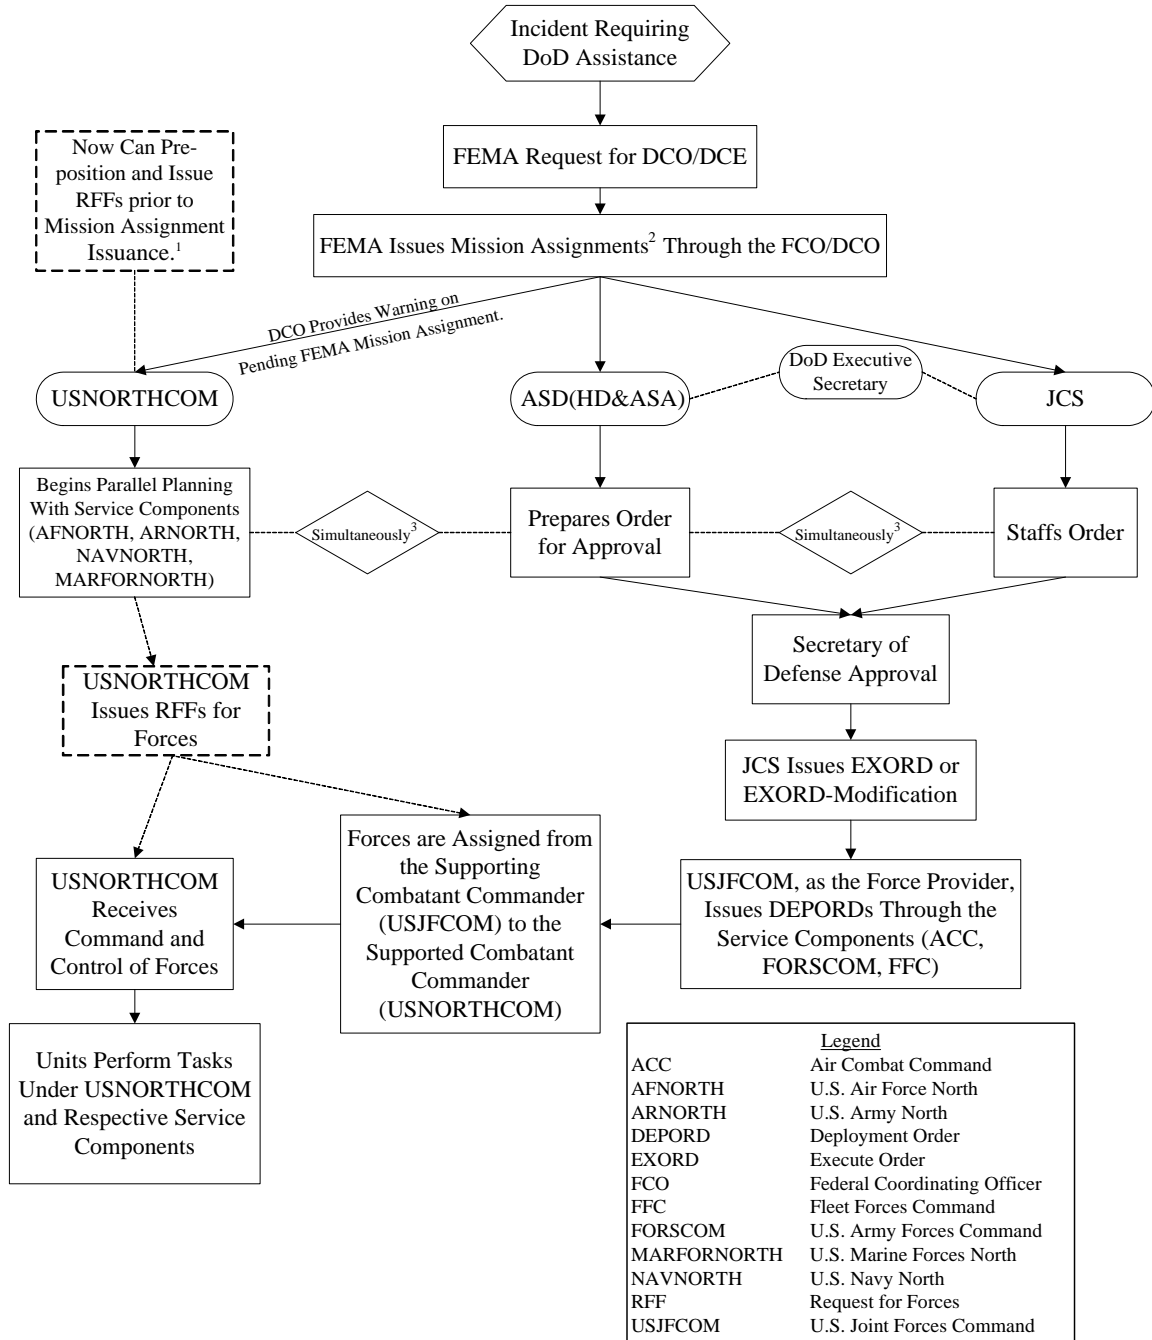 Incident Requiring
DoD Assistance
FEMA Request for DCO/DCE
Now Can Pre-
position and Issue
RFFs prior to
Mission Assignment
Issuance.1
FEMA Issues Mission Assignments2 Through the FCO/DCO
DCO Provides Warning on
Pending FEMA Mission Assignment.
USNORTHCOM
ASD(HD&ASA)
DoD Executive
Secretary
JCS
Begins Parallel Planning
With Service Components
(AFNORTH, ARNORTH,
NAVNORTH,
MARFORNORTH)
Simultaneously3
Prepares Order
for Approval
Simultaneously3
Staffs Order
Secretary of
Defense Approval
USNORTHCOM
Issues RFFs for
Forces
JCS Issues EXORD or
EXORD-Modification
USNORTHCOM
Receives
Command and
Control of Forces
Forces are Assigned from
the Supporting
Combatant Commander
(USJFCOM) to the
Supported Combatant
Commander
(USNORTHCOM)
USJFCOM, as the Force Provider,
Issues DEPORDs Through the
Service Components (ACC,
FORSCOM, FFC)
Units Perform Tasks
Under USNORTHCOM
and Respective Service
Components
Legend
ACC Air Combat Command
AFNORTH U.S. Air Force North
ARNORTH U.S. Army North
DEPORD Deployment Order
EXORD Execute Order
FCO Federal Coordinating Officer
FFC Fleet Forces Command
FORSCOM U.S. Army Forces Command
MARFORNORTH U.S. Marine Forces North
NAVNORTH U.S. Navy North
RFF Request for Forces
USJFCOM U.S. Joint Forces Command